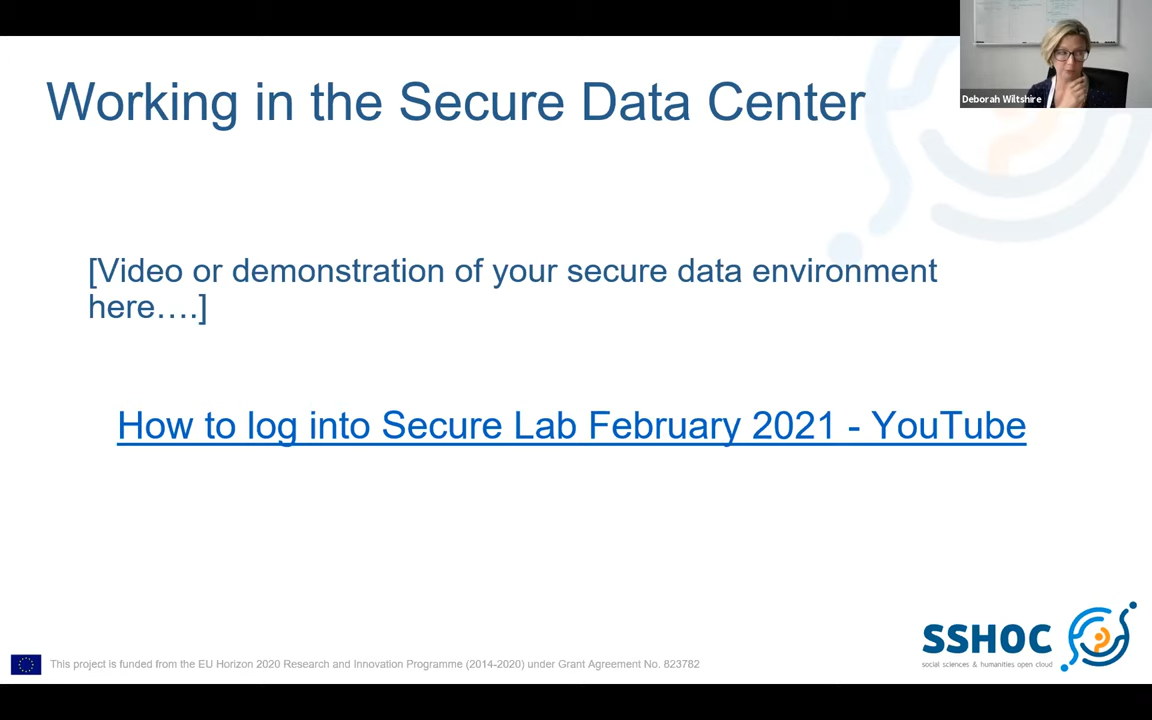 Working in the Secure Data Center
Deborah Wiltshire
[Video or demonstration of your secure data environment
here….]
How to log into Secure Lab February 2021 - YouTube
This project is funded from the EU Horizon 2020 Research and Innovation Programme (2014-2020) under Grant Agreement No. 823782
SSHOC
social sciences & humanities open cloud